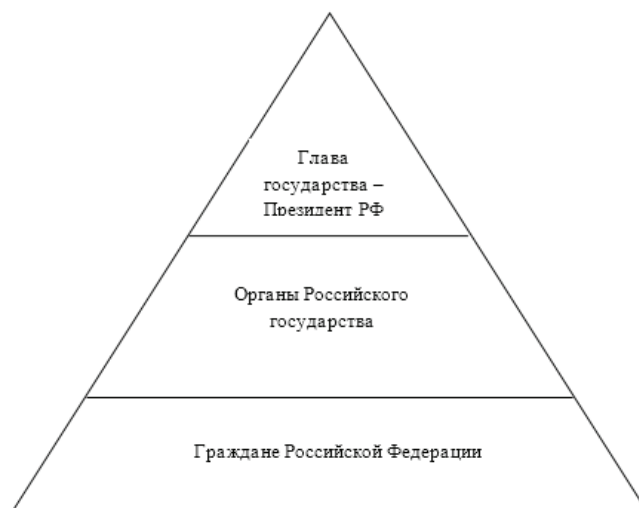 Глава
государства –
Президент РФ
Органы Российского
государства
Граждане Российской Федерации